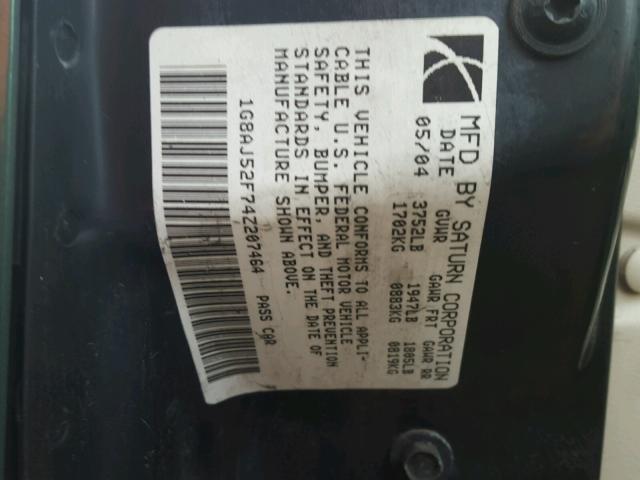 MFD BY SATURN CORPORATION
DATE GVWR GAWR FRT GAWR RR
05/04 3752LB 1947LB 1805LB
1702KG 0883KG 0819KG
THIS VEHICLE CONFORMS TO ALL APPLI-
CABLE U.S. FEDERAL MOTOR VEHICLE
SAFETY, BUMPER, AND THEFT PREVENTION
STANDARDS IN EFFECT ON THE DATE OF
MANUFACTURE SHOWN ABOVE.
1G8AJ52F74Z207464 PASS CAR